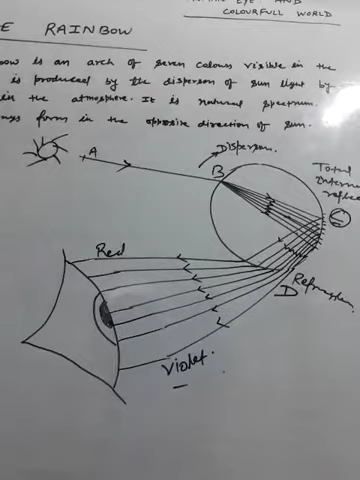 EYE AND
COLOURFULL WORLD
E RAINBOW
bow is an arch of seven colours visible in the
is produced by the dispersion of sun light by
in the atmosphere. It is natural spectrum.
ays form in the opposite direction of sun.
A
Dispersion.
B
Total
Internal
reflec
C
Red
Refraction
D
Violet.